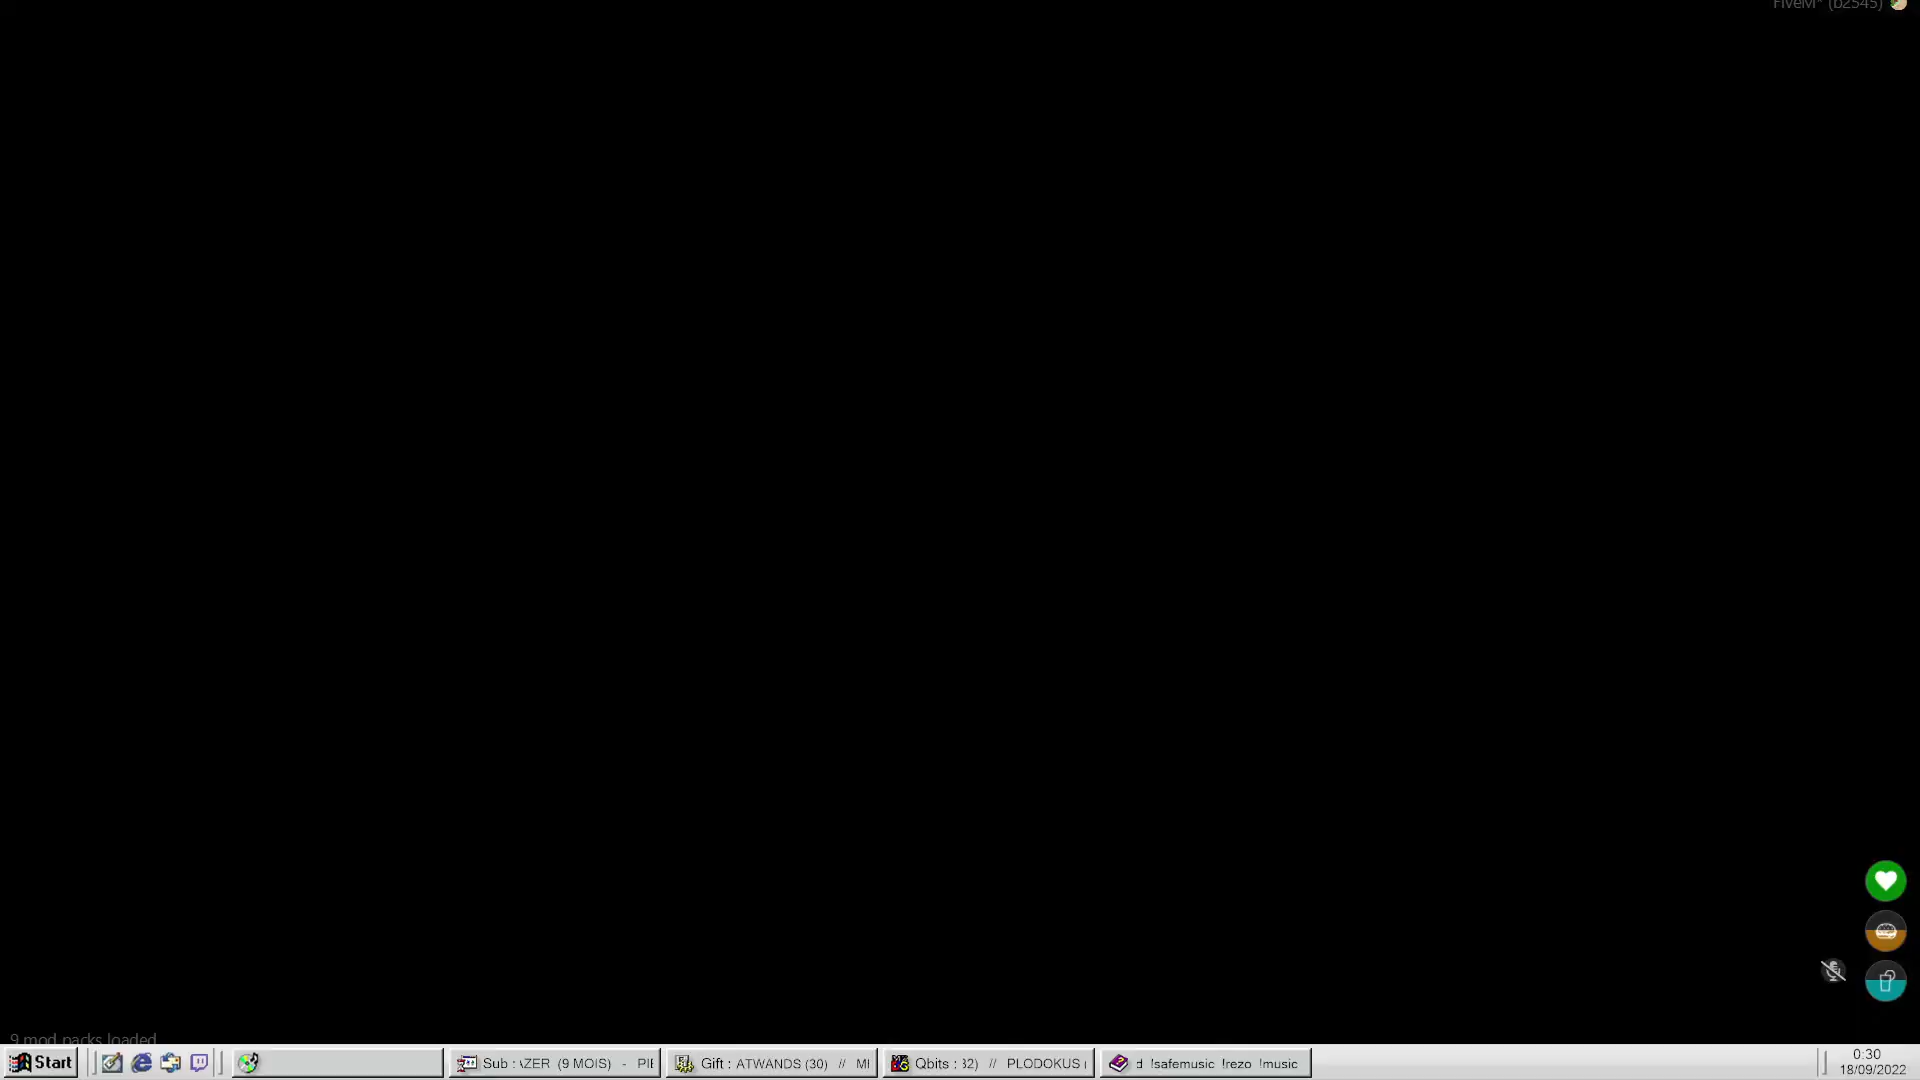 FiveM* (b2545)
9 mod packs loaded
Start
Sub : \ZER (9 MOIS) - PIE
Gift : ATWANDS (30) // MI
Qbits : 32) // PLODOKUS (
d !safemusic !rezo !music
0:30
18/09/2022